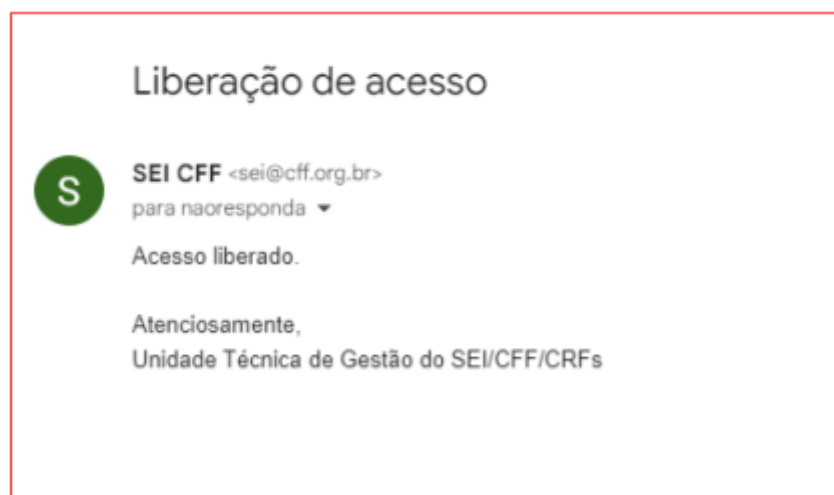 Liberação de acesso
S
SEI CFF <sei@cff.org.br>
para naoresponda
Acesso liberado.
Atenciosamente,
Unidade Técnica de Gestão do SEI/CFF/CRFs